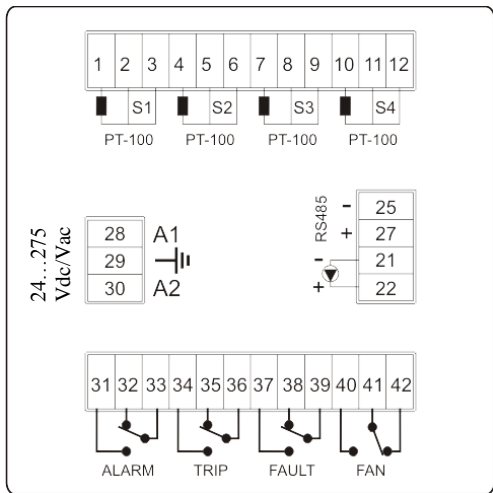 1 2 3 4 5 6 7 8 9 10 11 12
S1 S2 S3 S4
PT-100 PT-100 PT-100 PT-100
24...275
Vdc/Vac
28 A1
29
30 A2
RS485
- 25
+ 27
- 21
+ 22
31 32 33 34 35 36 37 38 39 40 41 42
ALARM TRIP FAULT FAN